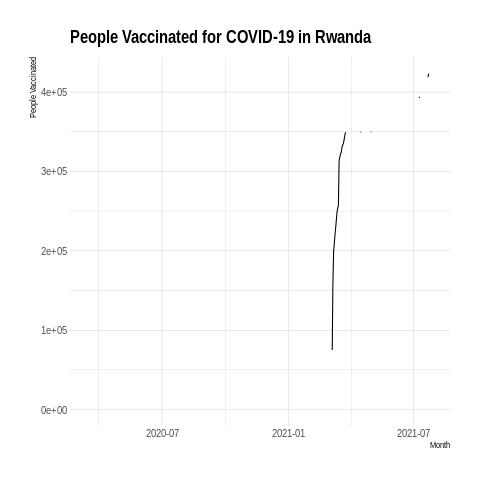 People Vaccinated for COVID-19 in Rwanda
People Vaccinated
4e+05
3e+05
2e+05
1e+05
0e+00
2020-07
2021-01
2021-07
Month